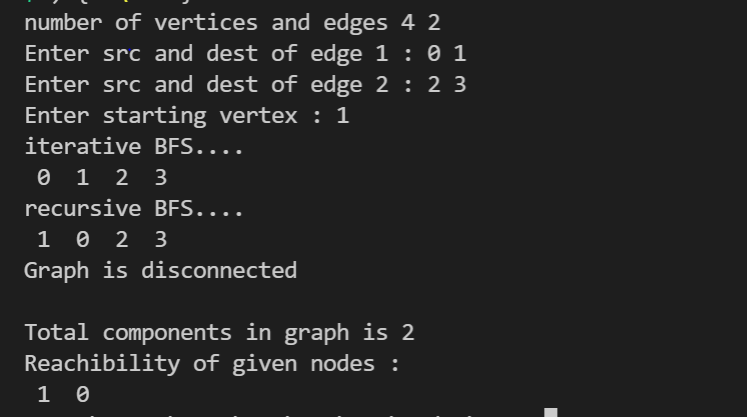 number of vertices and edges 4 2
Enter src and dest of edge 1 : 0 1
Enter src and dest of edge 2 : 2 3
Enter starting vertex : 1
iterative BFS....
 0  1  2  3
recursive BFS....
 1  0  2  3
Graph is disconnected

Total components in graph is 2
Reachibility of given nodes :
 1  0